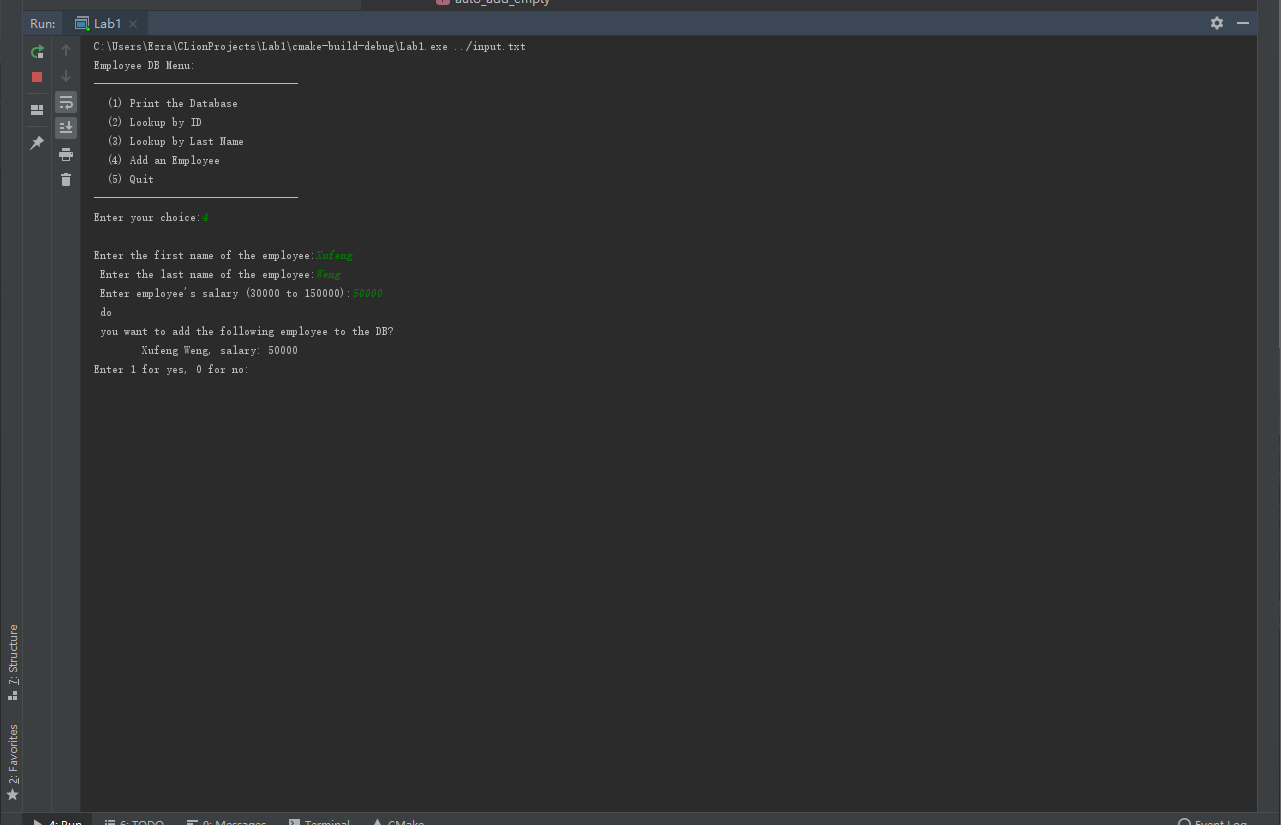 auto_add_empty
Run: Lab1
C:\Users\Ezra\CLionProjects\Lab1\cmake-build-debug\Lab1.exe ../input.txt
Employee DB Menu:
(1) Print the Database
(2) Lookup by ID
(3) Lookup by Last Name
(4) Add an Employee
(5) Quit
Enter your choice:4
Enter the first name of the employee:Xufeng
Enter the last name of the employee:Weng
Enter employee's salary (30000 to 150000):50000
do
you want to add the following employee to the DB?
Xufeng Weng, salary: 50000
Enter 1 for yes, 0 for no:
7: Structure
2: Favorites
4: Run 6: TODO 0: Messages Terminal CMake Event Log